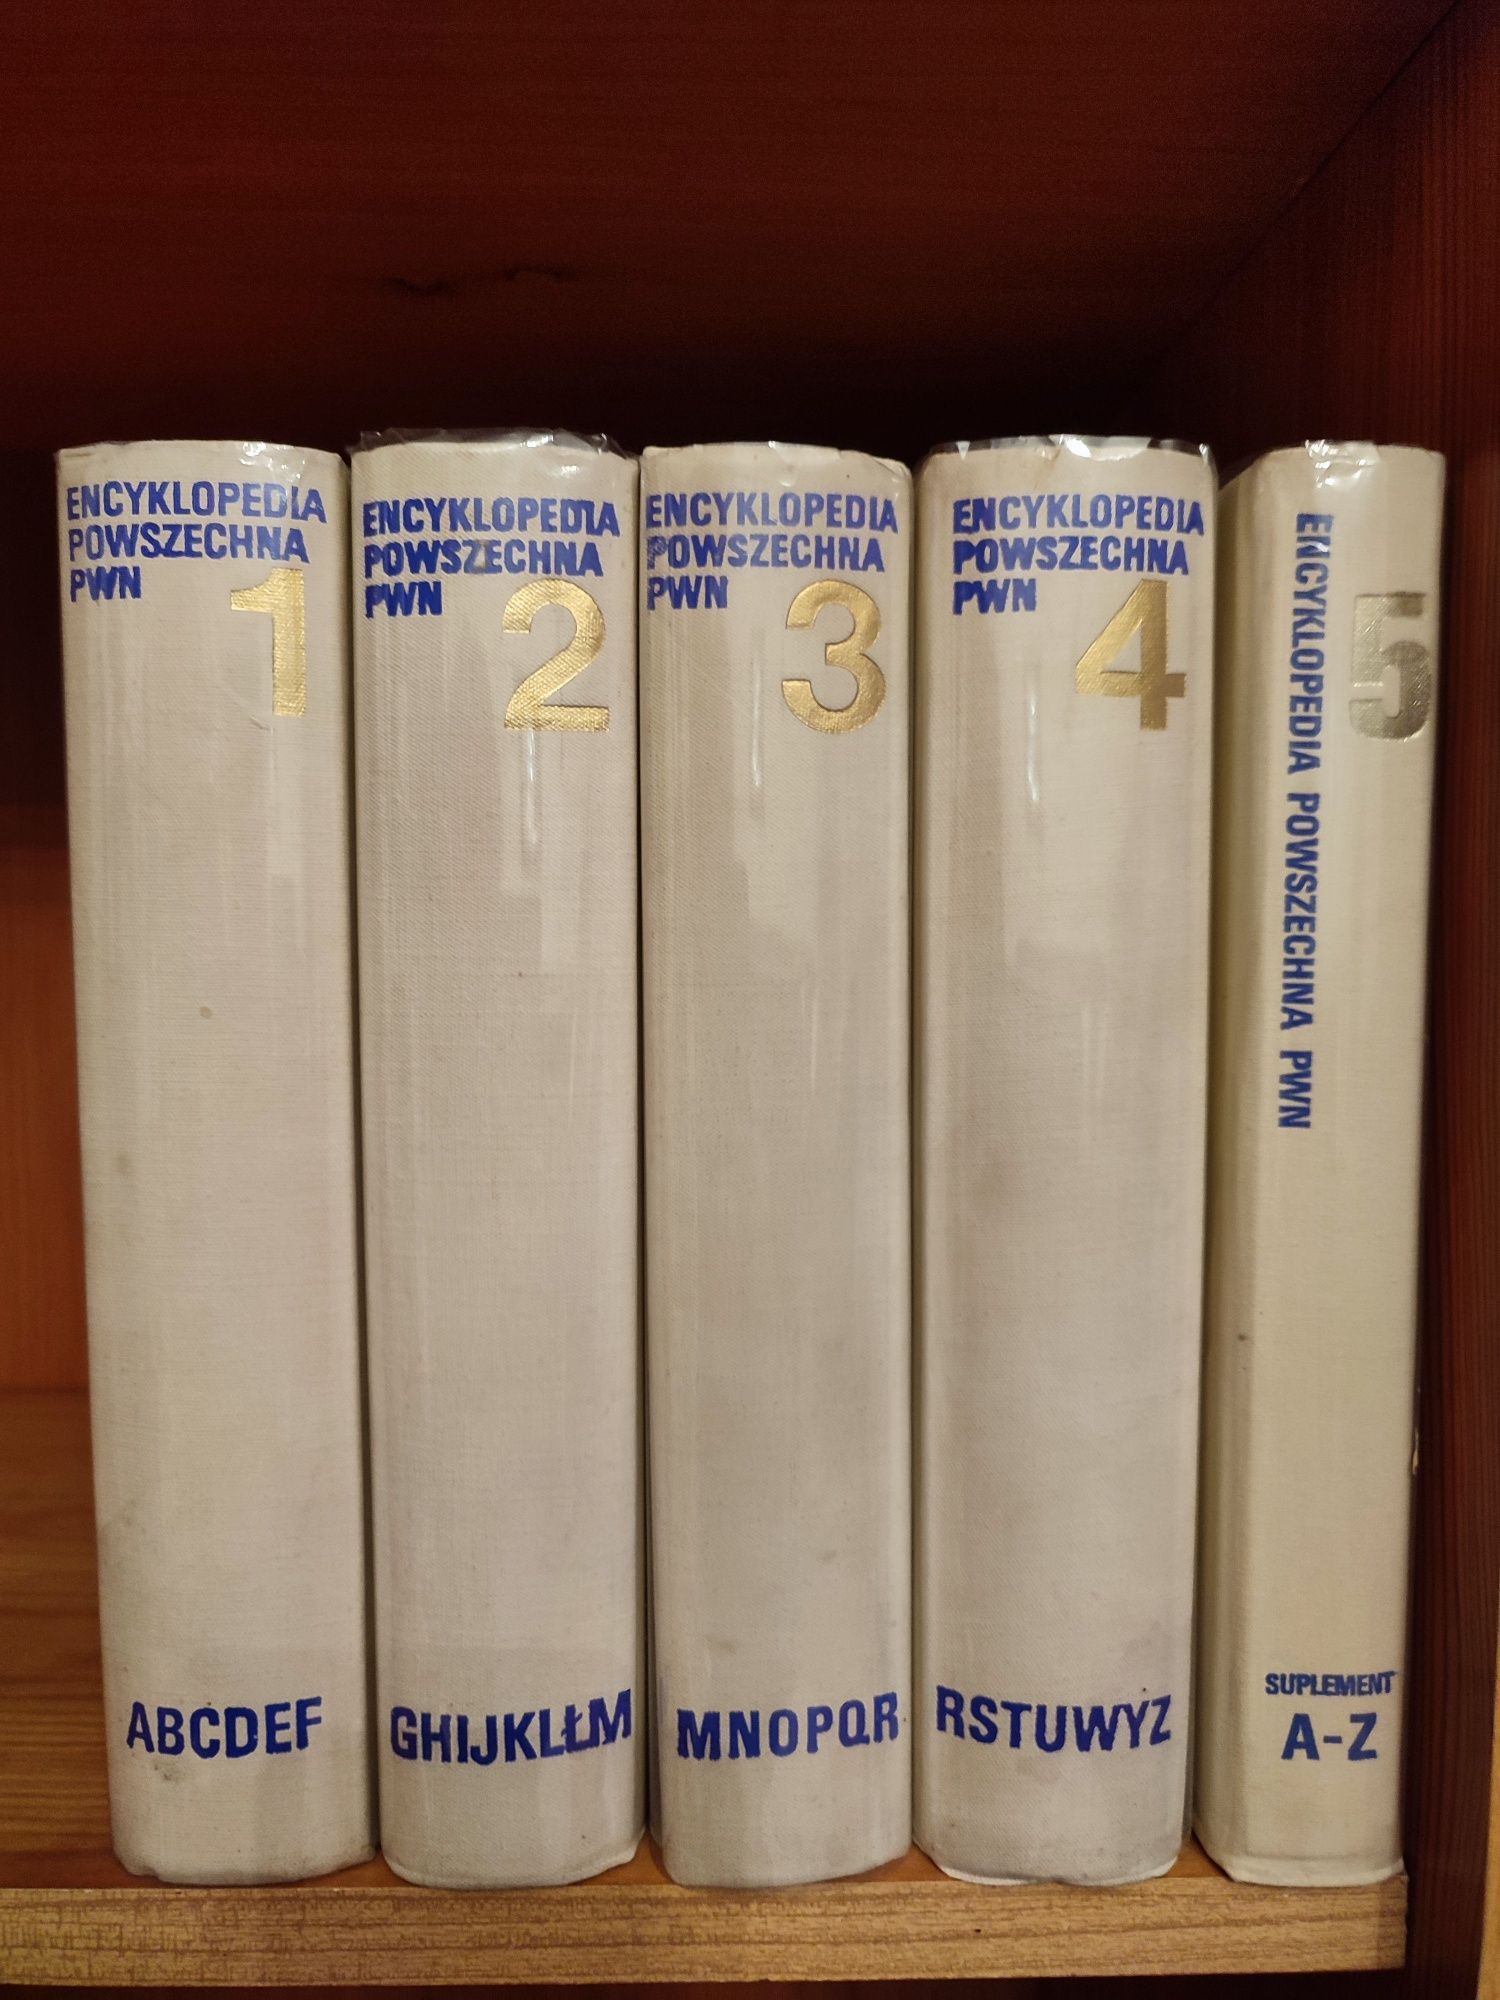 ENCYKLOPEDIA
POWSZECHNA
PWN
1
ABCDEF
ENCYKLOPEDIA
POWSZECHNA
PWN
2
GHIJKLŁM
ENCYKLOPEDIA
POWSZECHNA
PWN
3
MNOPQR
ENCYKLOPEDIA
POWSZECHNA
PWN
4
RSTUWYZ
ENCYKLOPEDIA POWSZECHNA PWN
5
SUPLEMENT
A-Z